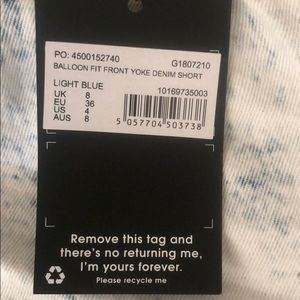 PO: 4500152740 G1807210
BALLOON FIT FRONT YOKE DENIM SHORT
LIGHT BLUE
UK 8
EU 36
US 4
AUS 8
10169735003
5 057704 503738
Remove this tag and
there's no returning me,
I'm yours forever.
Please recycle me